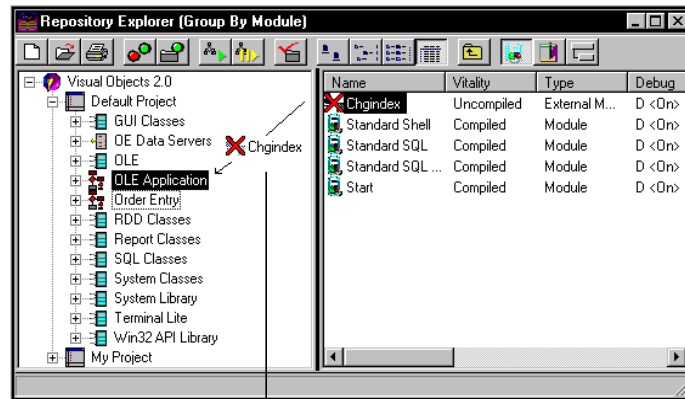 Repository Explorer (Group By Module)
Visual Objects 2.0
Default Project
GUI Classes
OE Data Servers
OLE
OLE Application
Order Entry
RDD Classes
Report Classes
SQL Classes
System Classes
System Library
Terminal Lite
Win32 API Library
My Project
Chgindex
Name Vitality Type Debug
Chgindex Uncompiled External M... D <On>
Standard Shell Compiled Module D <On>
Standard SQL Compiled Module D <On>
Standard SQL ... Compiled Module D <On>
Start Compiled Module D <On>